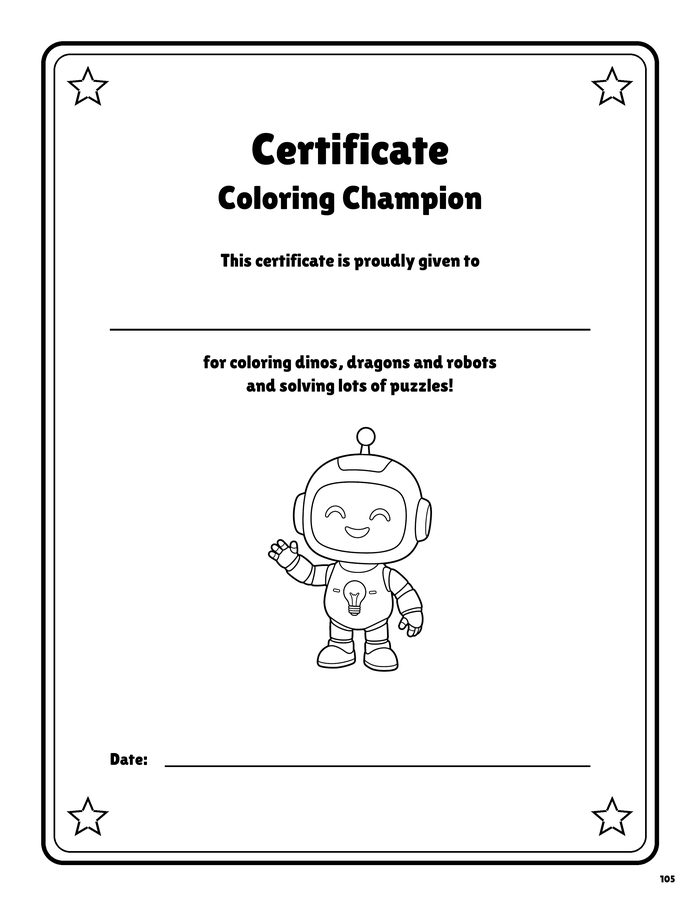 Certificate
Coloring Champion
This certificate is proudly given to
for coloring dinos, dragons and robots
and solving lots of puzzles!
Date:
105